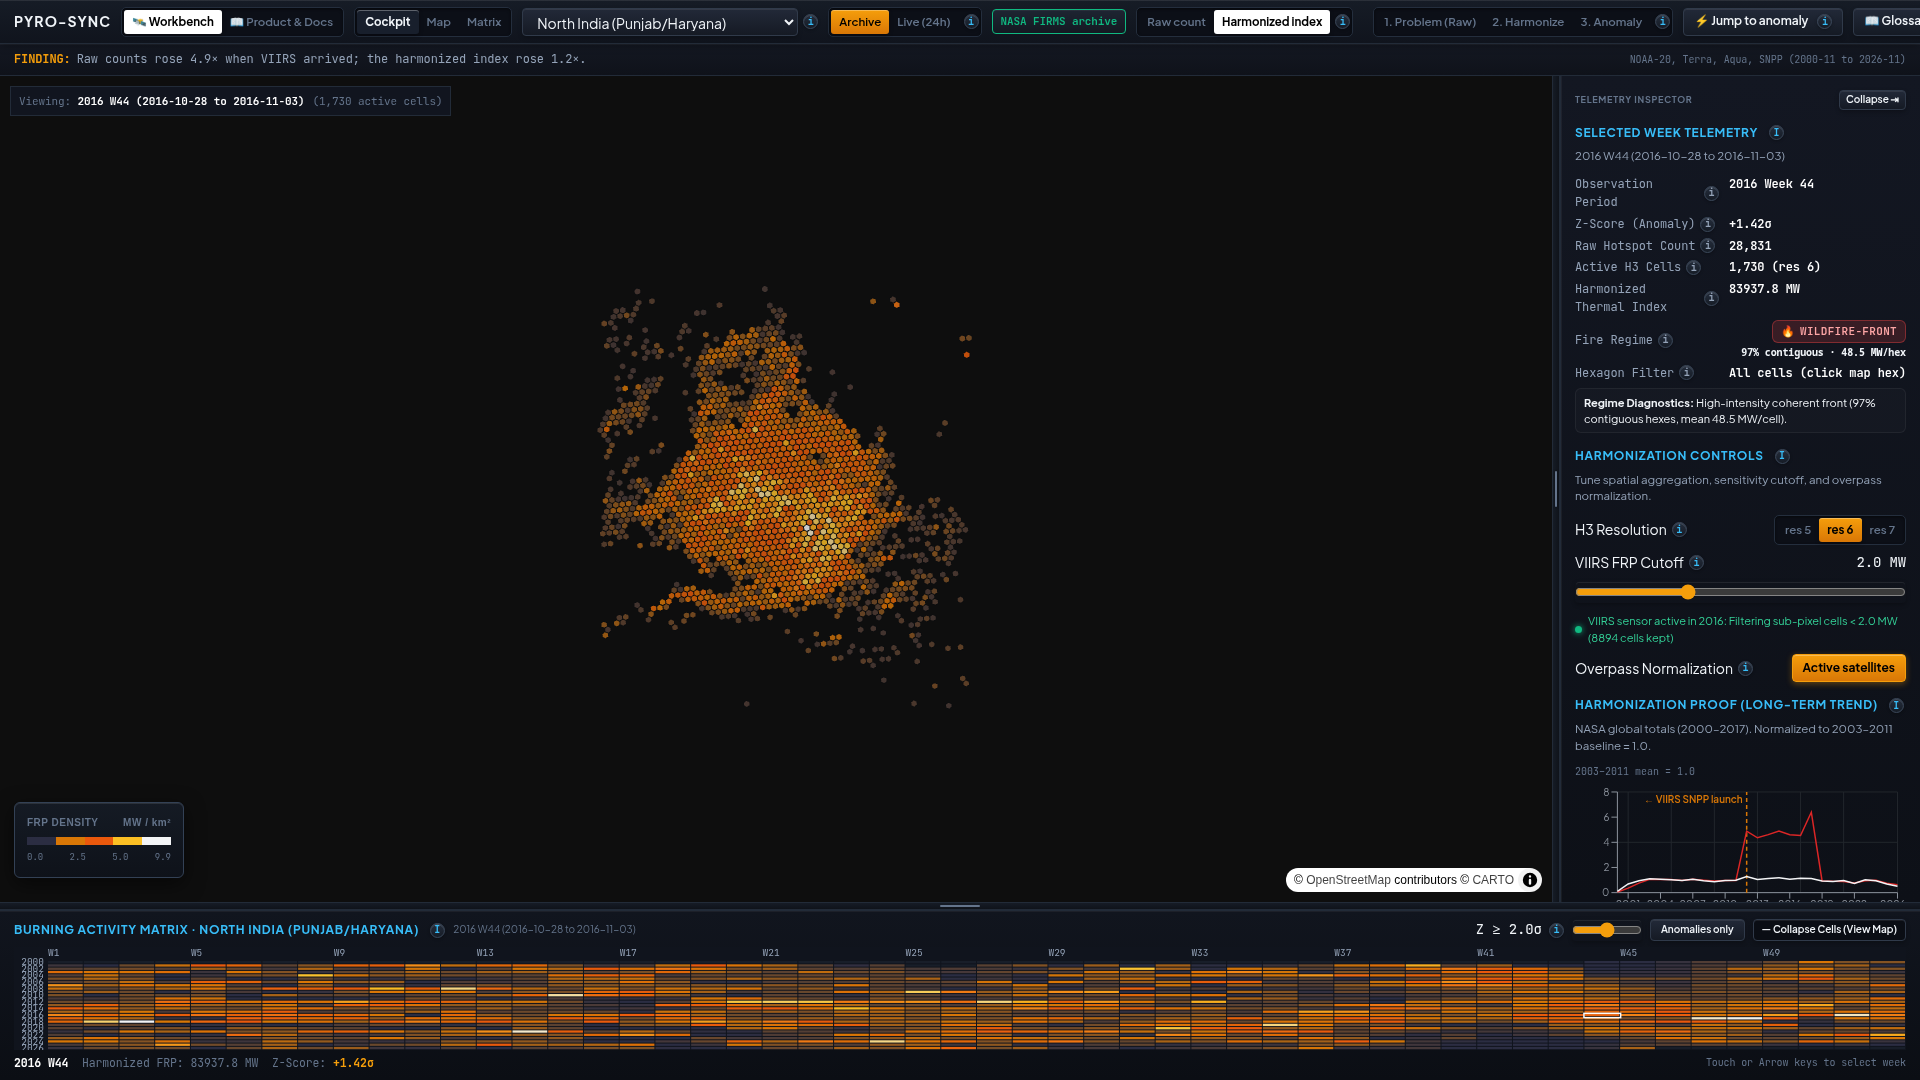 PYRO-SYNC
Workbench
Product & Docs
Cockpit
Map
Matrix
North India (Punjab/Haryana)
Archive
Live (24h)
NASA FIRMS archive
Raw count
Harmonized index
1. Problem (Raw)
2. Harmonize
3. Anomaly
⚡ Jump to anomaly
Glossa
FINDING: Raw counts rose 4.9× when VIIRS arrived; the harmonized index rose 1.2×.
NOAA-20, Terra, Aqua, SNPP (2000-11 to 2026-11)
Viewing: 2016 W44 (2016-10-28 to 2016-11-03) (1,730 active cells)
FRP DENSITY MW / km²
0.0 2.5 5.0 9.9
© OpenStreetMap contributors © CARTO
TELEMETRY INSPECTOR
Collapse ⇥
SELECTED WEEK TELEMETRY
2016 W44 (2016-10-28 to 2016-11-03)
Observation Period 2016 Week 44
Z-Score (Anomaly) +1.42σ
Raw Hotspot Count 28,831
Active H3 Cells 1,730 (res 6)
Harmonized Thermal Index 83937.8 MW
Fire Regime WILDFIRE-FRONT
97% contiguous · 48.5 MW/hex
Hexagon Filter All cells (click map hex)
Regime Diagnostics: High-intensity coherent front (97%
contiguous hexes, mean 48.5 MW/cell).
HARMONIZATION CONTROLS
Tune spatial aggregation, sensitivity cutoff, and overpass
normalization.
H3 Resolution res 5 res 6 res 7
VIIRS FRP Cutoff 2.0 MW
VIIRS sensor active in 2016: Filtering sub-pixel cells < 2.0 MW
(8894 cells kept)
Overpass Normalization Active satellites
HARMONIZATION PROOF (LONG-TERM TREND)
NASA global totals (2000–2017). Normalized to 2003–2011
baseline = 1.0.
2003–2011 mean = 1.0
← VIIRS SNPP launch
8
6
4
2
0
BURNING ACTIVITY MATRIX · NORTH INDIA (PUNJAB/HARYANA)
2016 W44 (2016-10-28 to 2016-11-03)
Z ≥ 2.0σ
Anomalies only
— Collapse Cells (View Map)
W1 W5 W9 W13 W17 W21 W25 W29 W33 W37 W41 W45 W49
2000
2016 W44 Harmonized FRP: 83937.8 MW Z-Score: +1.42σ
Touch or Arrow keys to select week